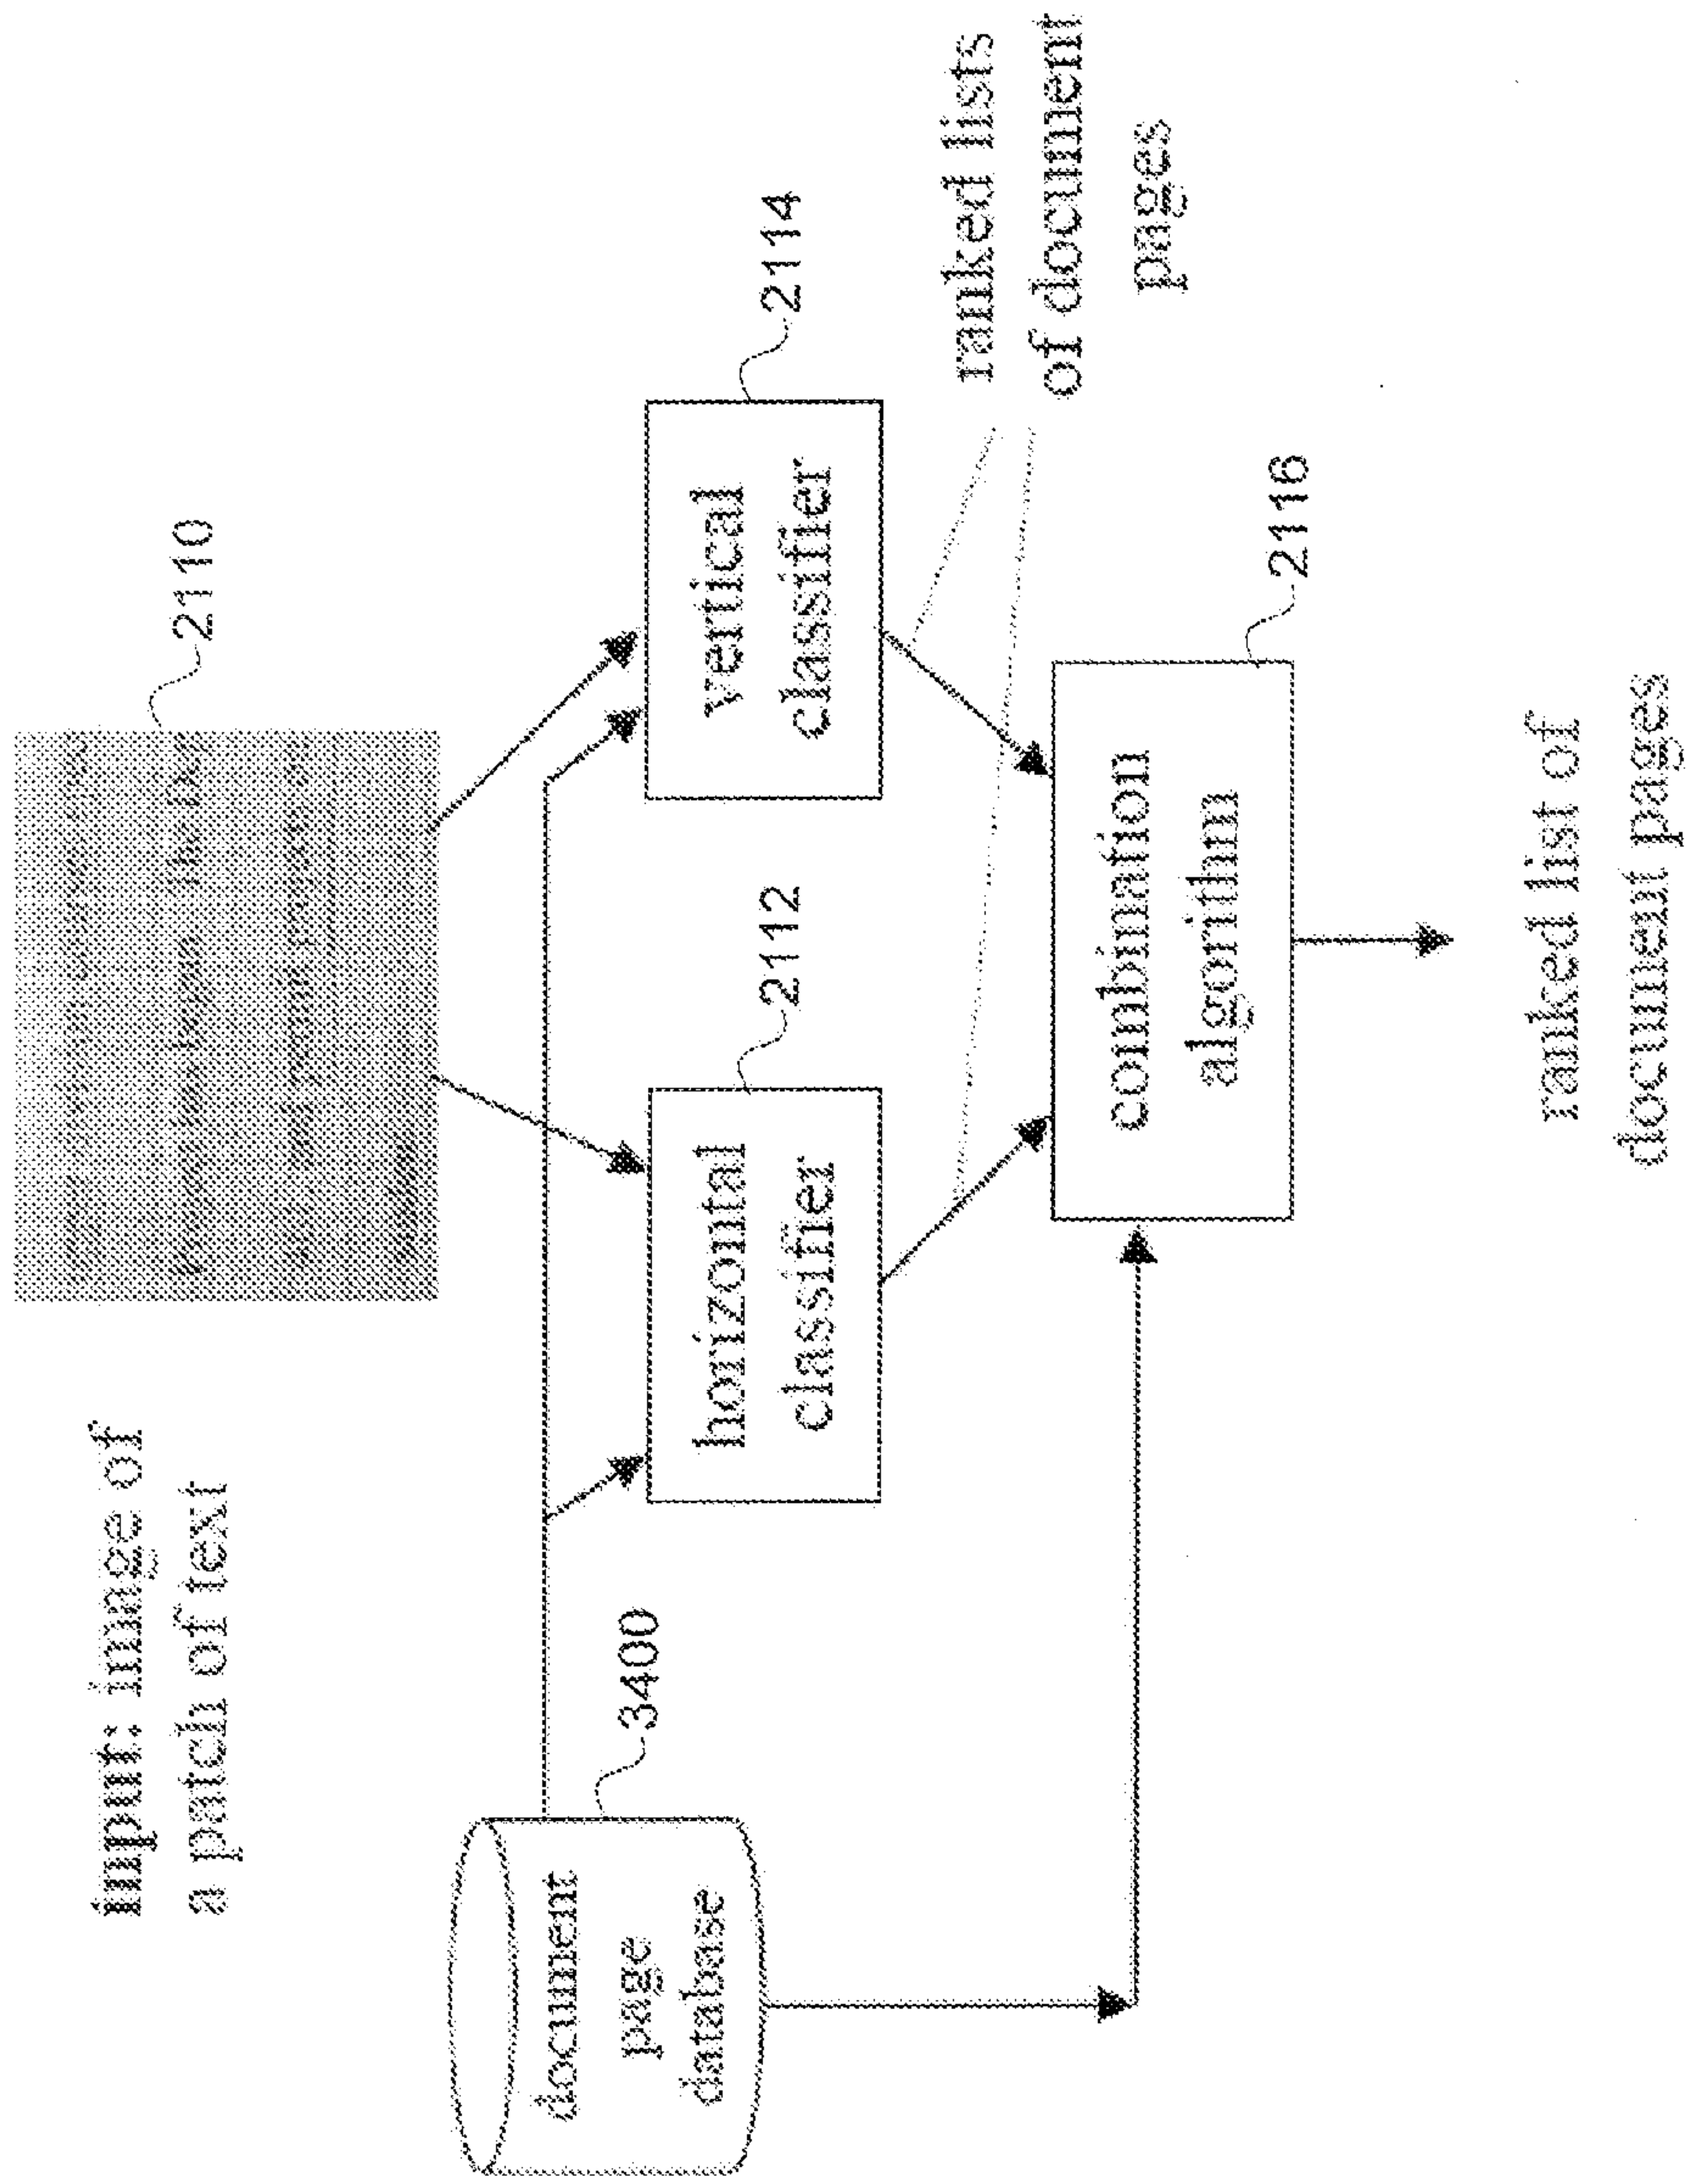 input: image of
a patch of text
2110
document
page
database
3400
horizontal
classifier
2112
vertical
classifier
2114
ranked lists
of document
pages
combination
algorithm
2116
ranked list of
document pages